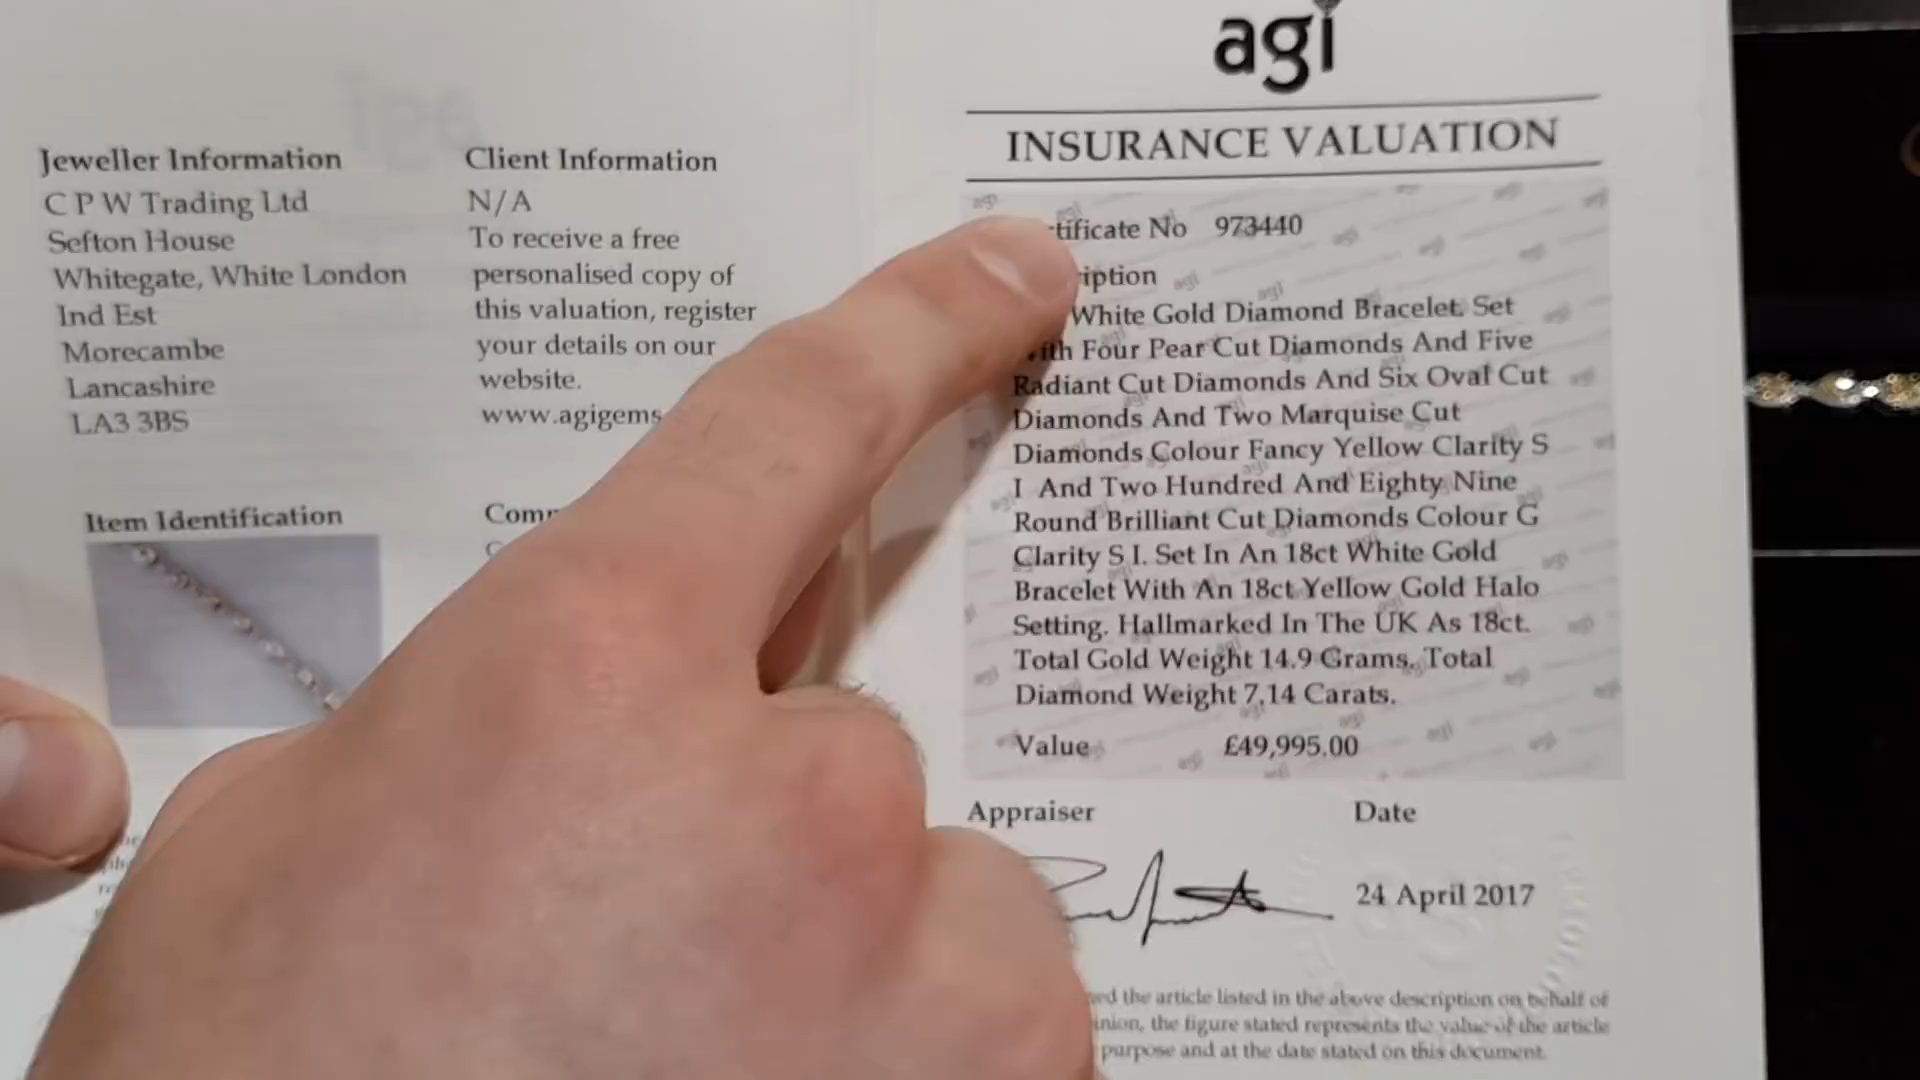 agi
INSURANCE VALUATION
Jeweller Information
C P W Trading Ltd
Sefton House
Whitegate, White London
Ind Est
Morecambe
Lancashire
LA3 3BS
Client Information
N/A
To receive a free
personalised copy of
this valuation, register
your details on our
website.
www.agigems
Item Identification
tificate No 973440
iption
White Gold Diamond Bracelet. Set
ith Four Pear Cut Diamonds And Five
Radiant Cut Diamonds And Six Oval Cut
Diamonds And Two Marquise Cut
Diamonds Colour Fancy Yellow Clarity S
I And Two Hundred And Eighty Nine
Round Brilliant Cut Diamonds Colour G
Clarity S I. Set In An 18ct White Gold
Bracelet With An 18ct Yellow Gold Halo
Setting. Hallmarked In The UK As 18ct.
Total Gold Weight 14.9 Grams. Total
Diamond Weight 7.14 Carats.
Value £49,995.00
Appraiser
Date
24 April 2017
the article listed in the above description on behalf of
inion, the figure stated represents the value of the article
purpose and at the date stated on this document.